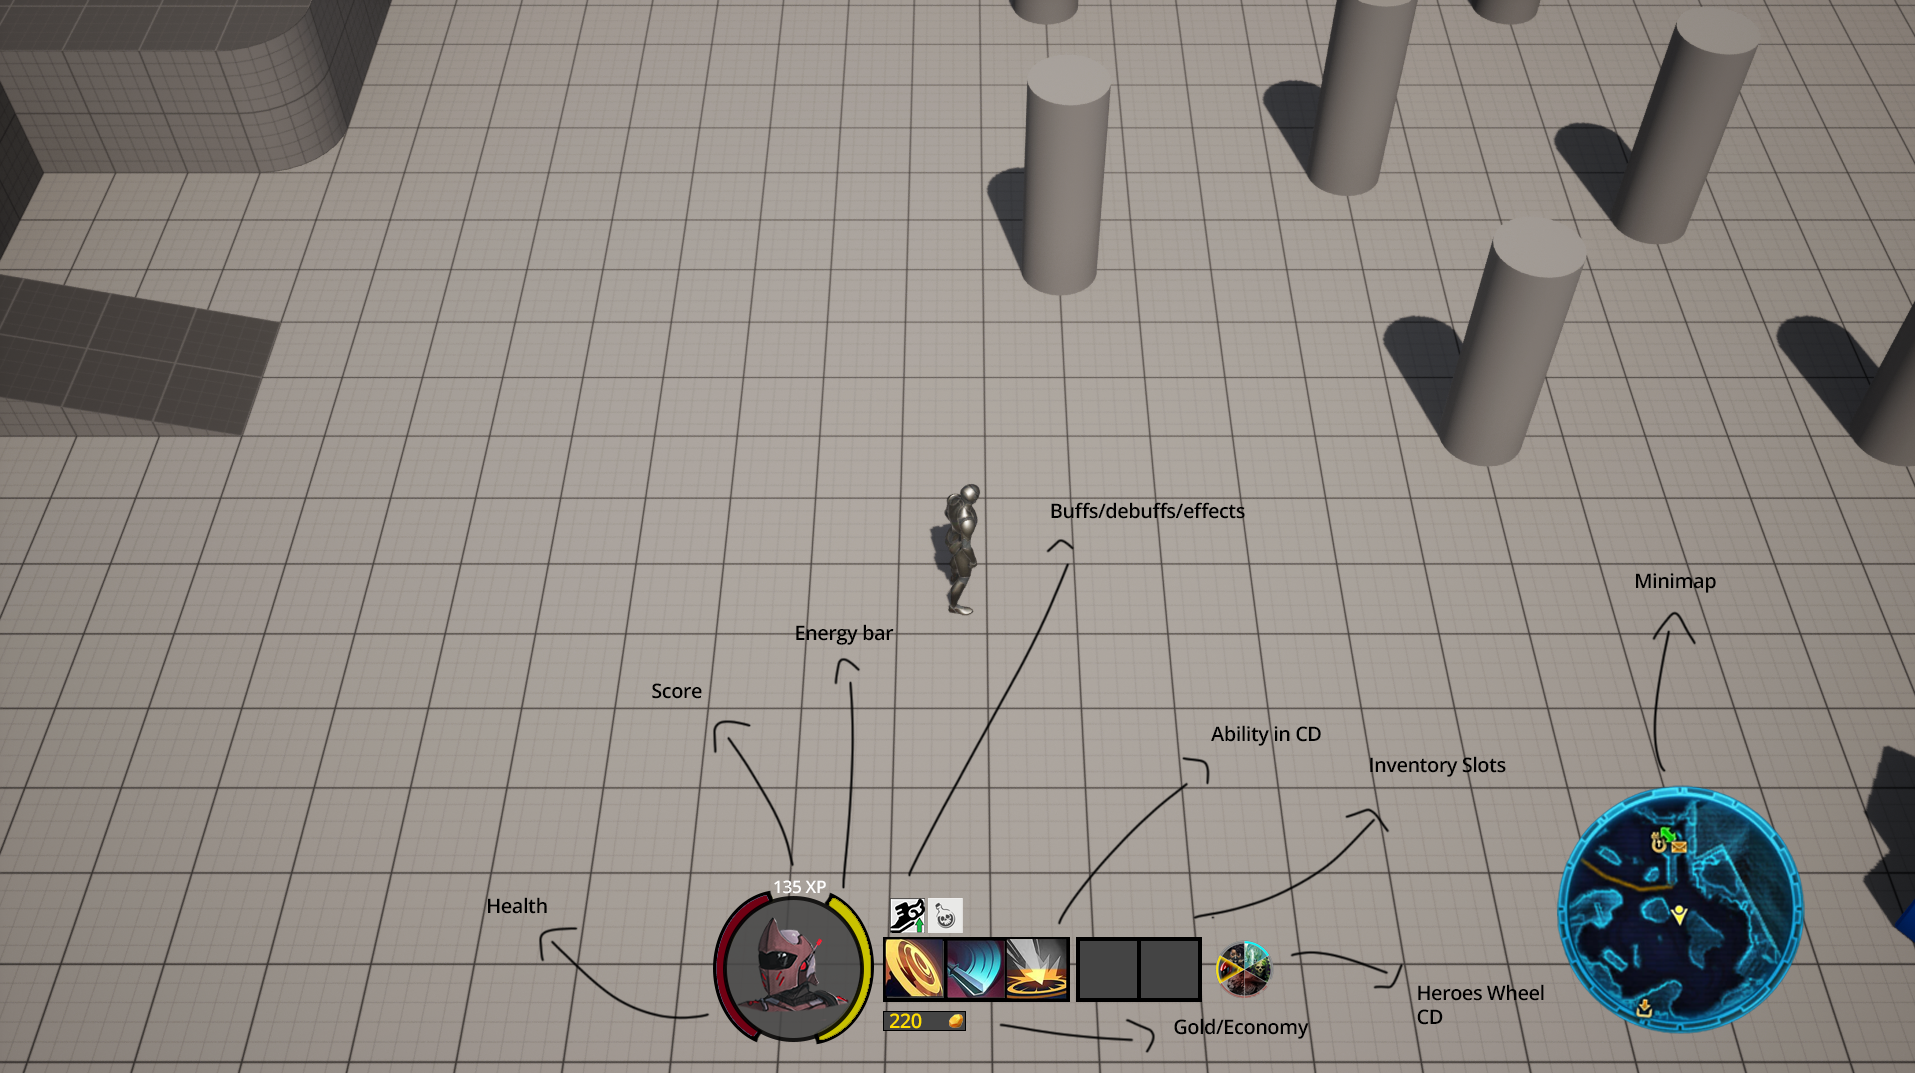 Buffs/debuffs/effects
Minimap
Energy bar
Score
Ability in CD
Inventory Slots
135 XP
Health
Heroes Wheel
CD
220
Gold/Economy